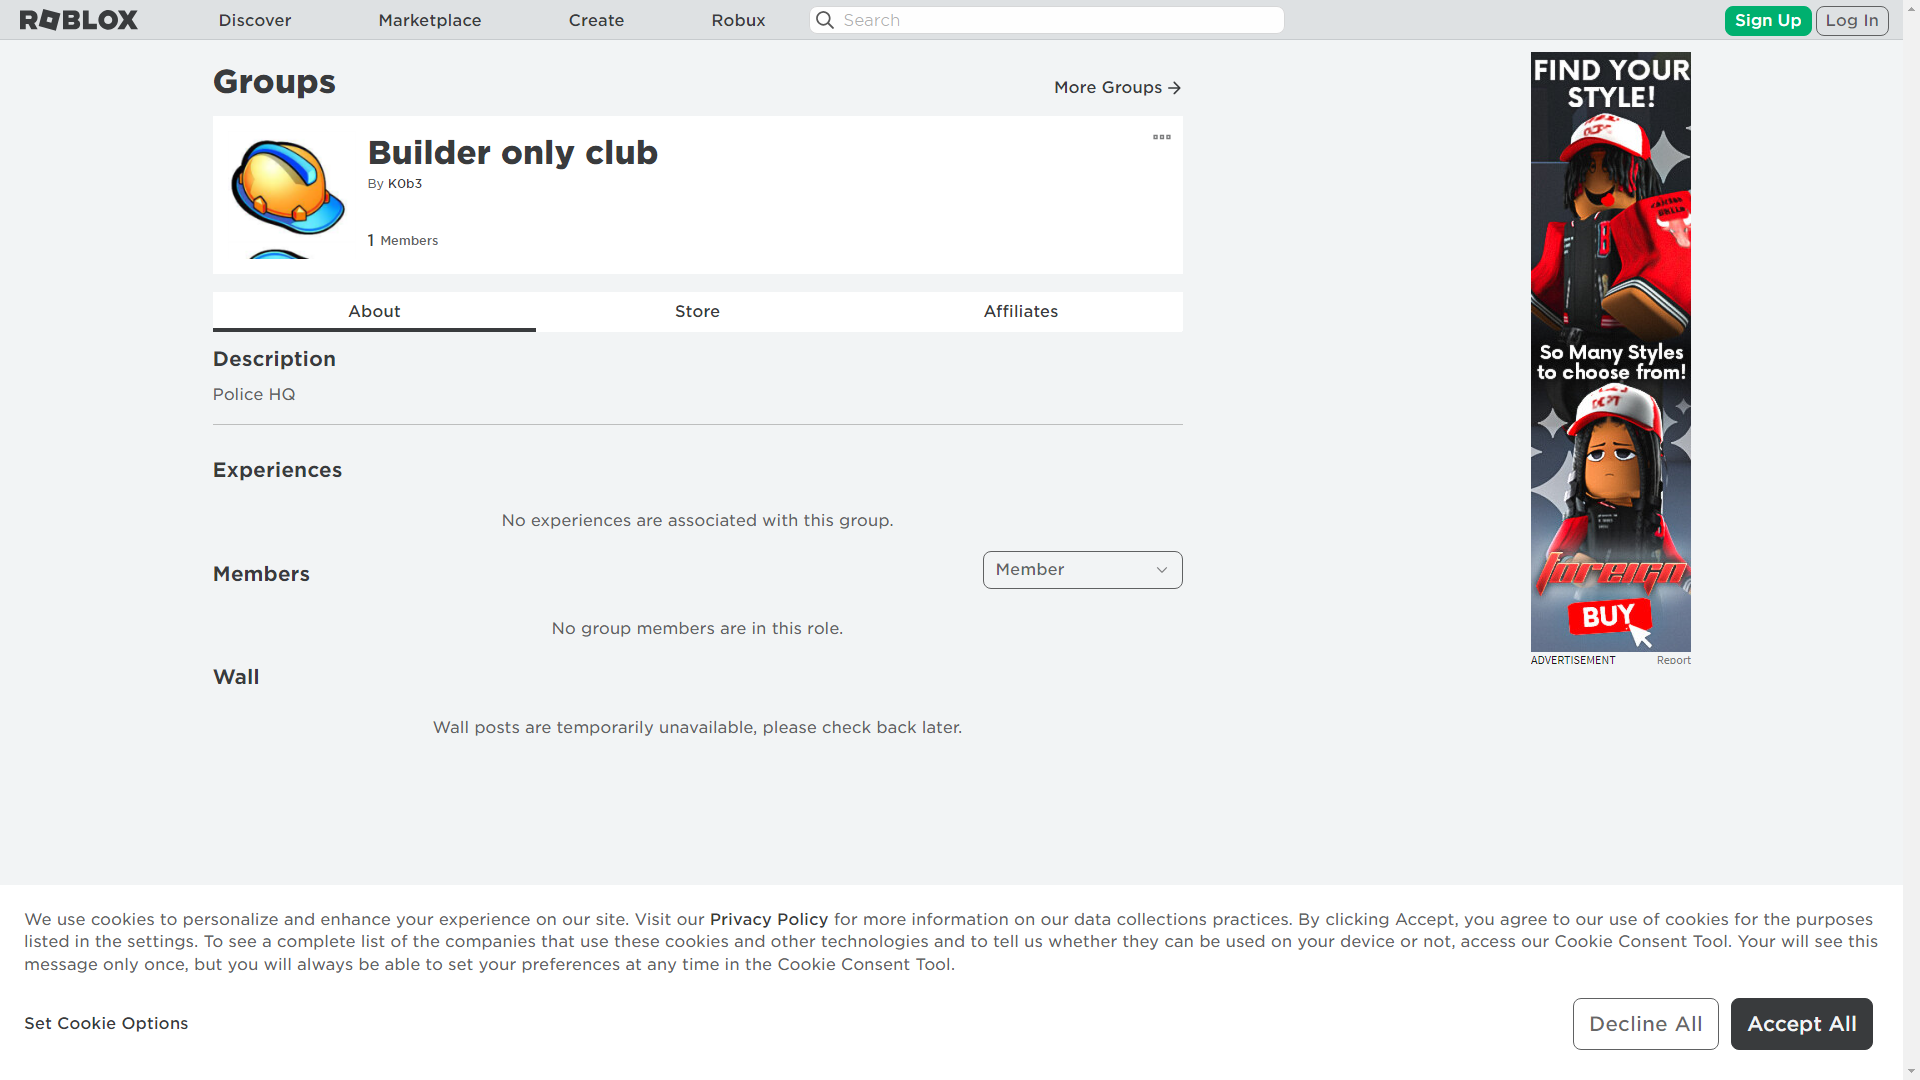 ROBLOX
Discover
Marketplace
Create
Robux
Search
Sign Up
Log In
Groups
More Groups
Builder only club
By K0b3
1 Members
About
Store
Affiliates
Description
Police HQ
Experiences
No experiences are associated with this group.
Members
Member
No group members are in this role.
Wall
Wall posts are temporarily unavailable, please check back later.
FIND YOUR
STYLE!
So Many Styles
to choose from!
foreign
BUY
ADVERTISEMENT
Report
We use cookies to personalize and enhance your experience on our site. Visit our Privacy Policy for more information on our data collections practices. By clicking Accept, you agree to our use of cookies for the purposes
listed in the settings. To see a complete list of the companies that use these cookies and other technologies and to tell us whether they can be used on your device or not, access our Cookie Consent Tool. Your will see this
message only once, but you will always be able to set your preferences at any time in the Cookie Consent Tool.
Set Cookie Options
Decline All
Accept All